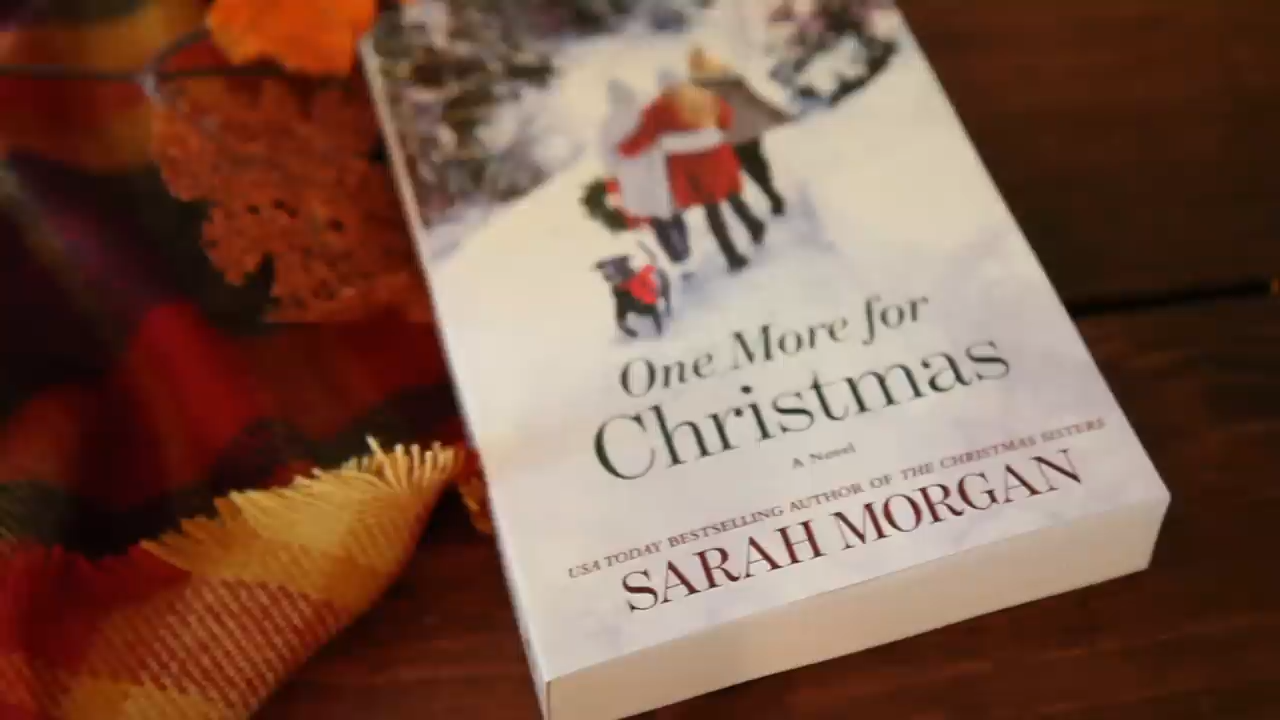 One More for
Christmas
A Novel
USA TODAY BESTSELLING AUTHOR OF THE CHRISTMAS SISTERS
SARAH MORGAN